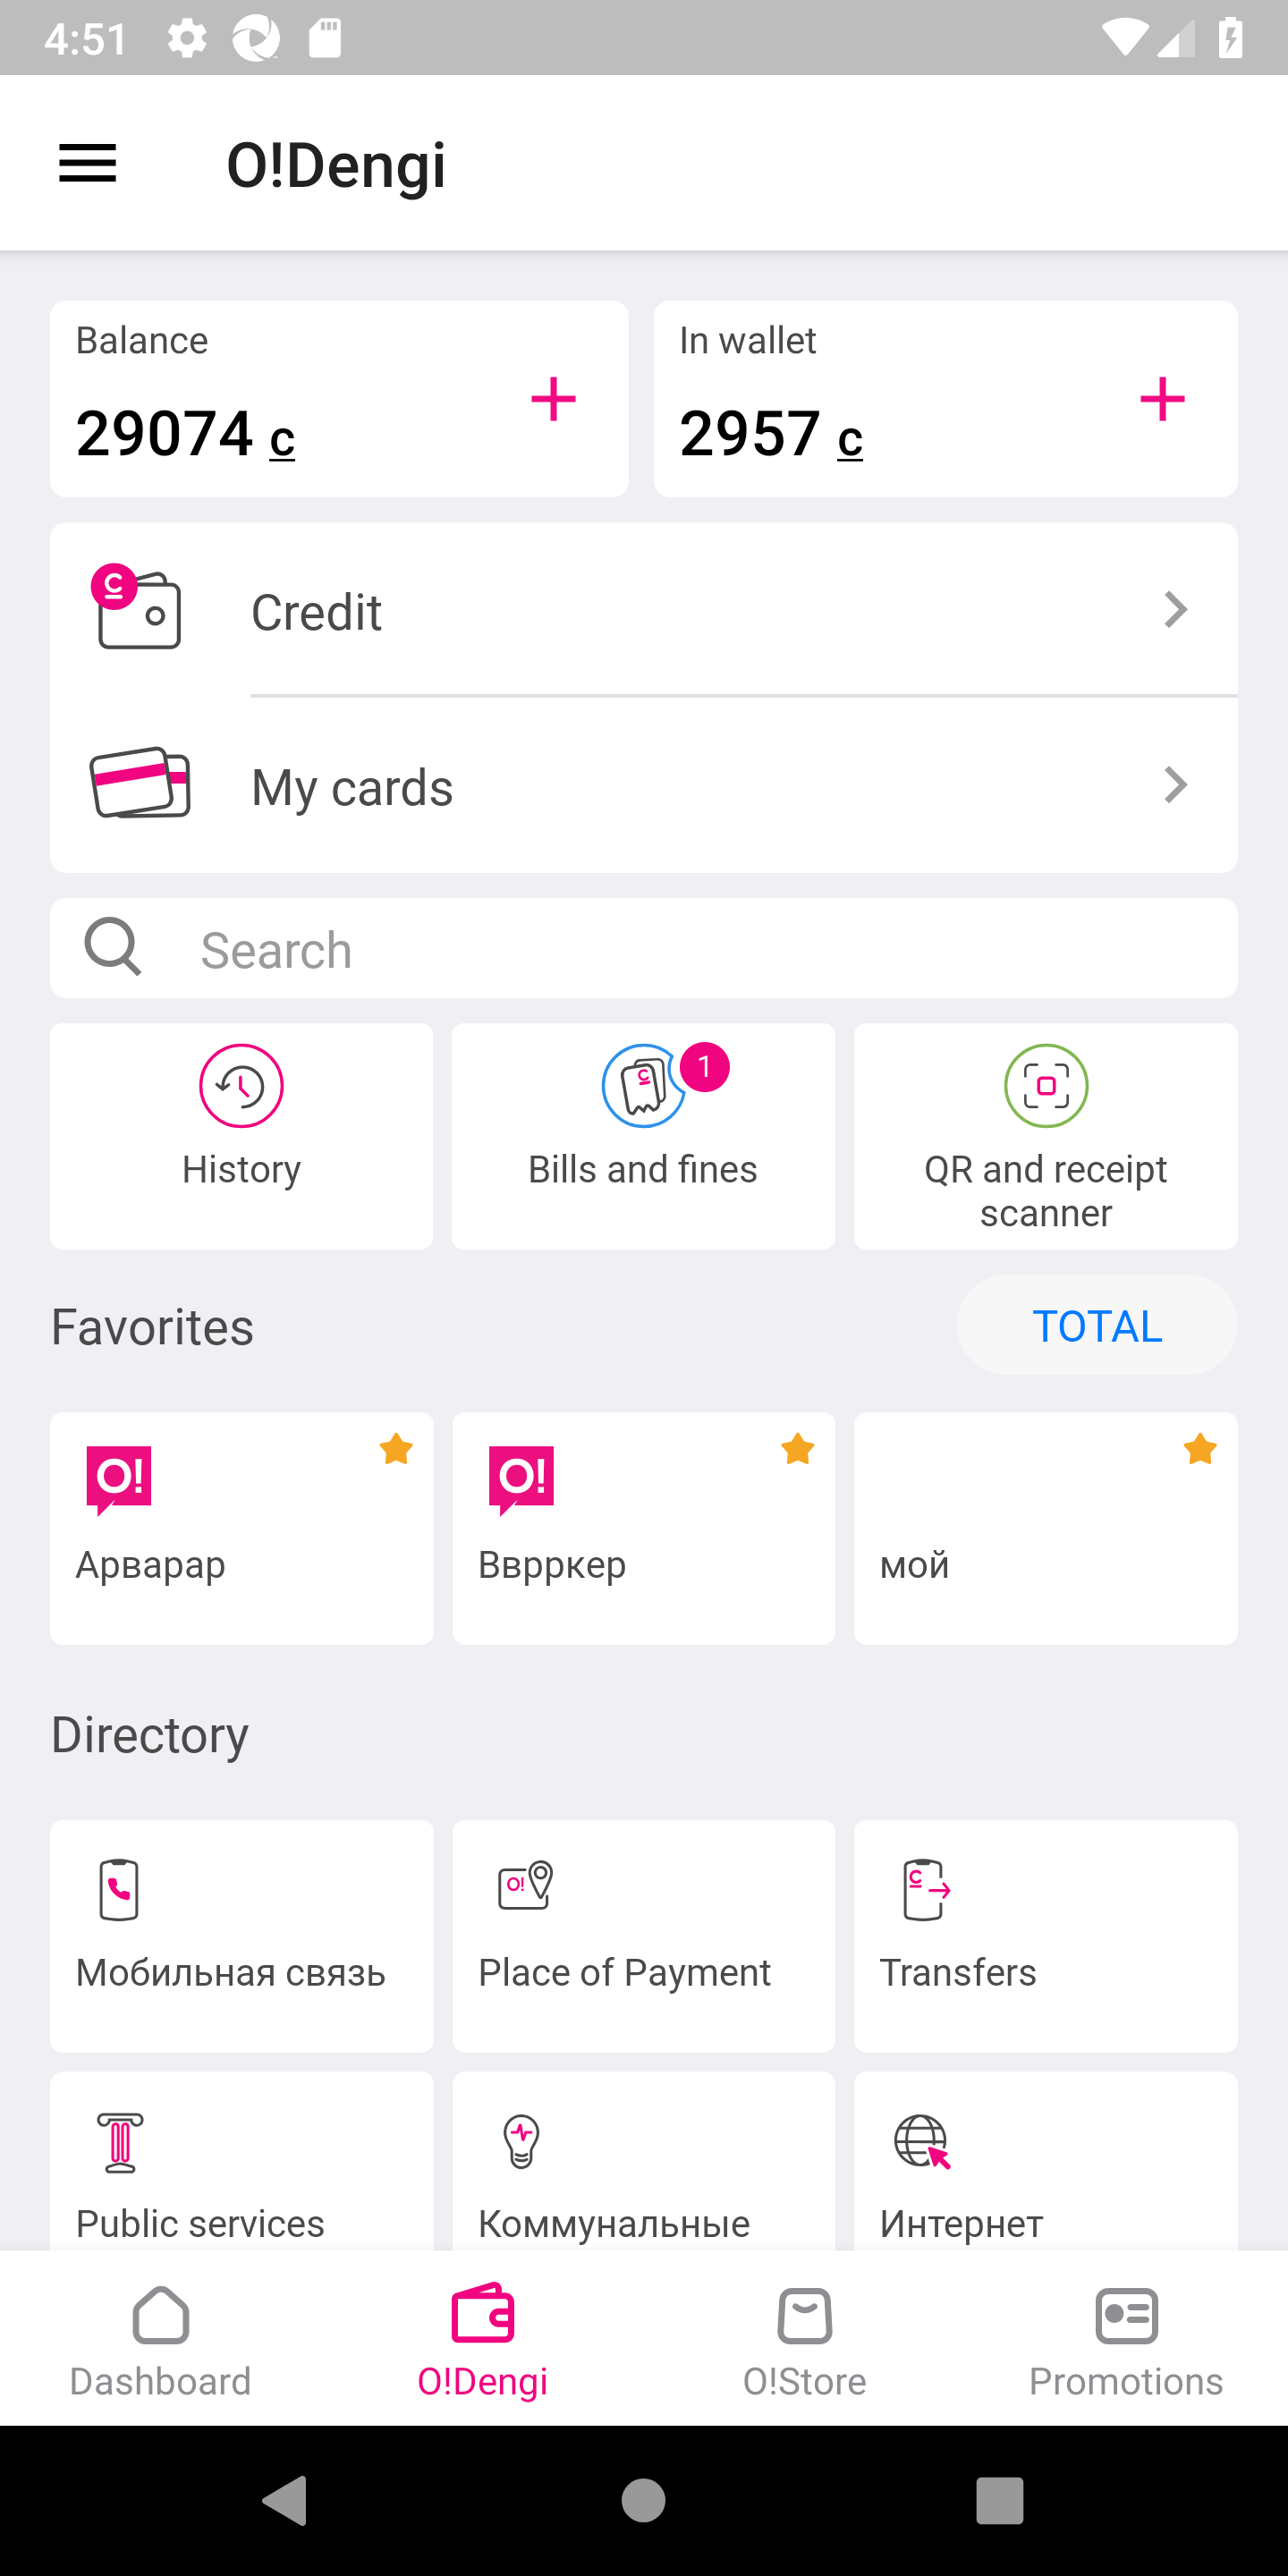 4:51
O!Dengi
Balance
29074 c
In wallet
2957 c
Credit
My cards
Search
History
1
Bills and fines
QR and receipt
scanner
Favorites
TOTAL
O!
Арварар
O!
Вврркер
мой
Directory
Мобильная связь
O!
Place of Payment
Transfers
Public services
Коммунальные
Интернет
Dashboard
O!Dengi
O!Store
Promotions